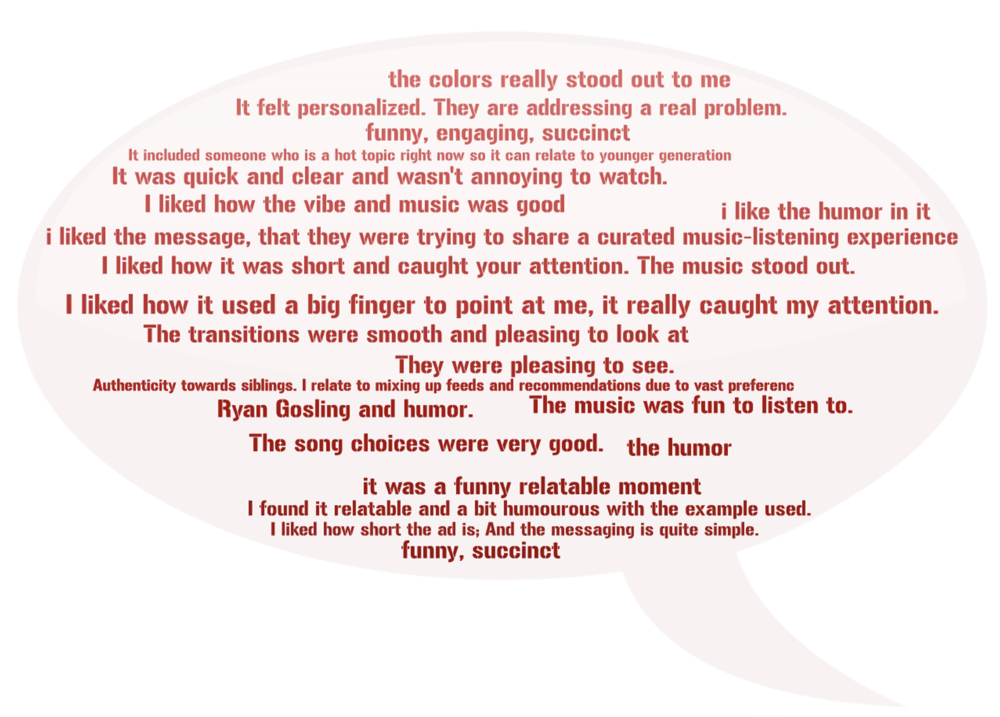 the colors really stood out to me
It felt personalized. They are addressing a real problem.
funny, engaging, succinct
It included someone who is a hot topic right now so it can relate to younger generation
It was quick and clear and wasn't annoying to watch.
I liked how the vibe and music was good
i like the humor in it
i liked the message, that they were trying to share a curated music-listening experience
I liked how it was short and caught your attention. The music stood out.
I liked how it used a big finger to point at me, it really caught my attention.
The transitions were smooth and pleasing to look at
They were pleasing to see.
Authenticity towards siblings. I relate to mixing up feeds and recommendations due to vast preferenc
Ryan Gosling and humor.
The music was fun to listen to.
The song choices were very good.
the humor
it was a funny relatable moment
I found it relatable and a bit humourous with the example used.
I liked how short the ad is; And the messaging is quite simple.
funny, succinct